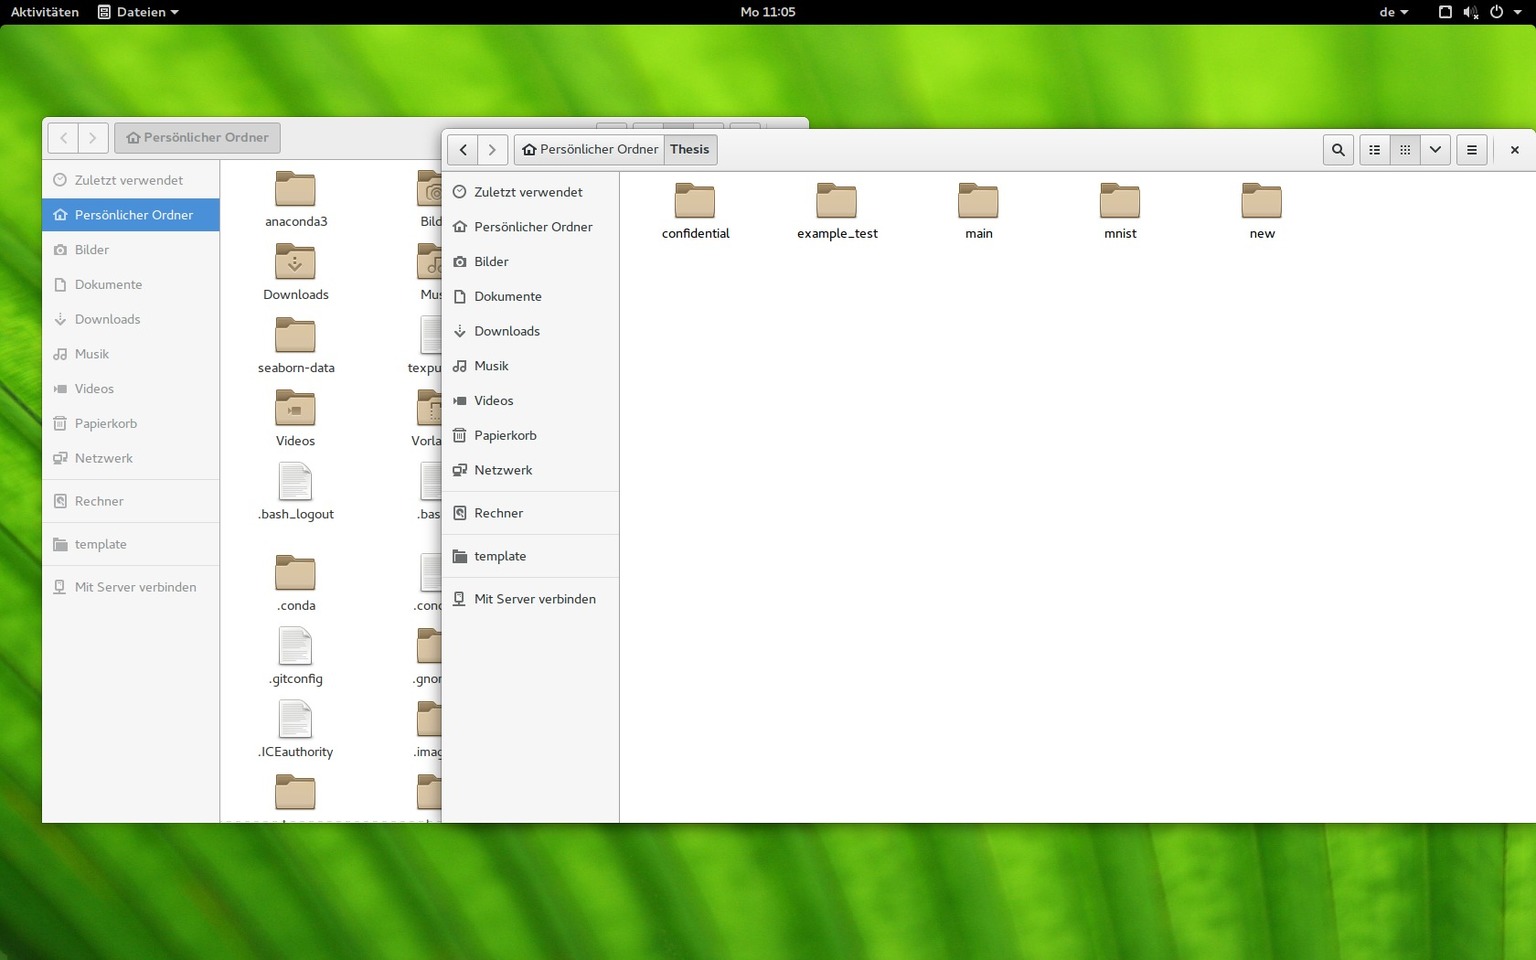 Aktivitäten Dateien Mo 11:05 de
Persönlicher Ordner
Zuletzt verwendet
Persönlicher Ordner
Bilder
Dokumente
Downloads
Musik
Videos
Papierkorb
Netzwerk
Rechner
template
Mit Server verbinden
anaconda3 Bild
Downloads Mus
seaborn-data texpu
Videos Vorla
.bash_logout .bas
.conda .cond
.gitconfig .gnom
.ICEauthority .imag
Persönlicher Ordner Thesis
Zuletzt verwendet
Persönlicher Ordner
Bilder
Dokumente
Downloads
Musik
Videos
Papierkorb
Netzwerk
Rechner
template
Mit Server verbinden
confidential example_test main mnist new